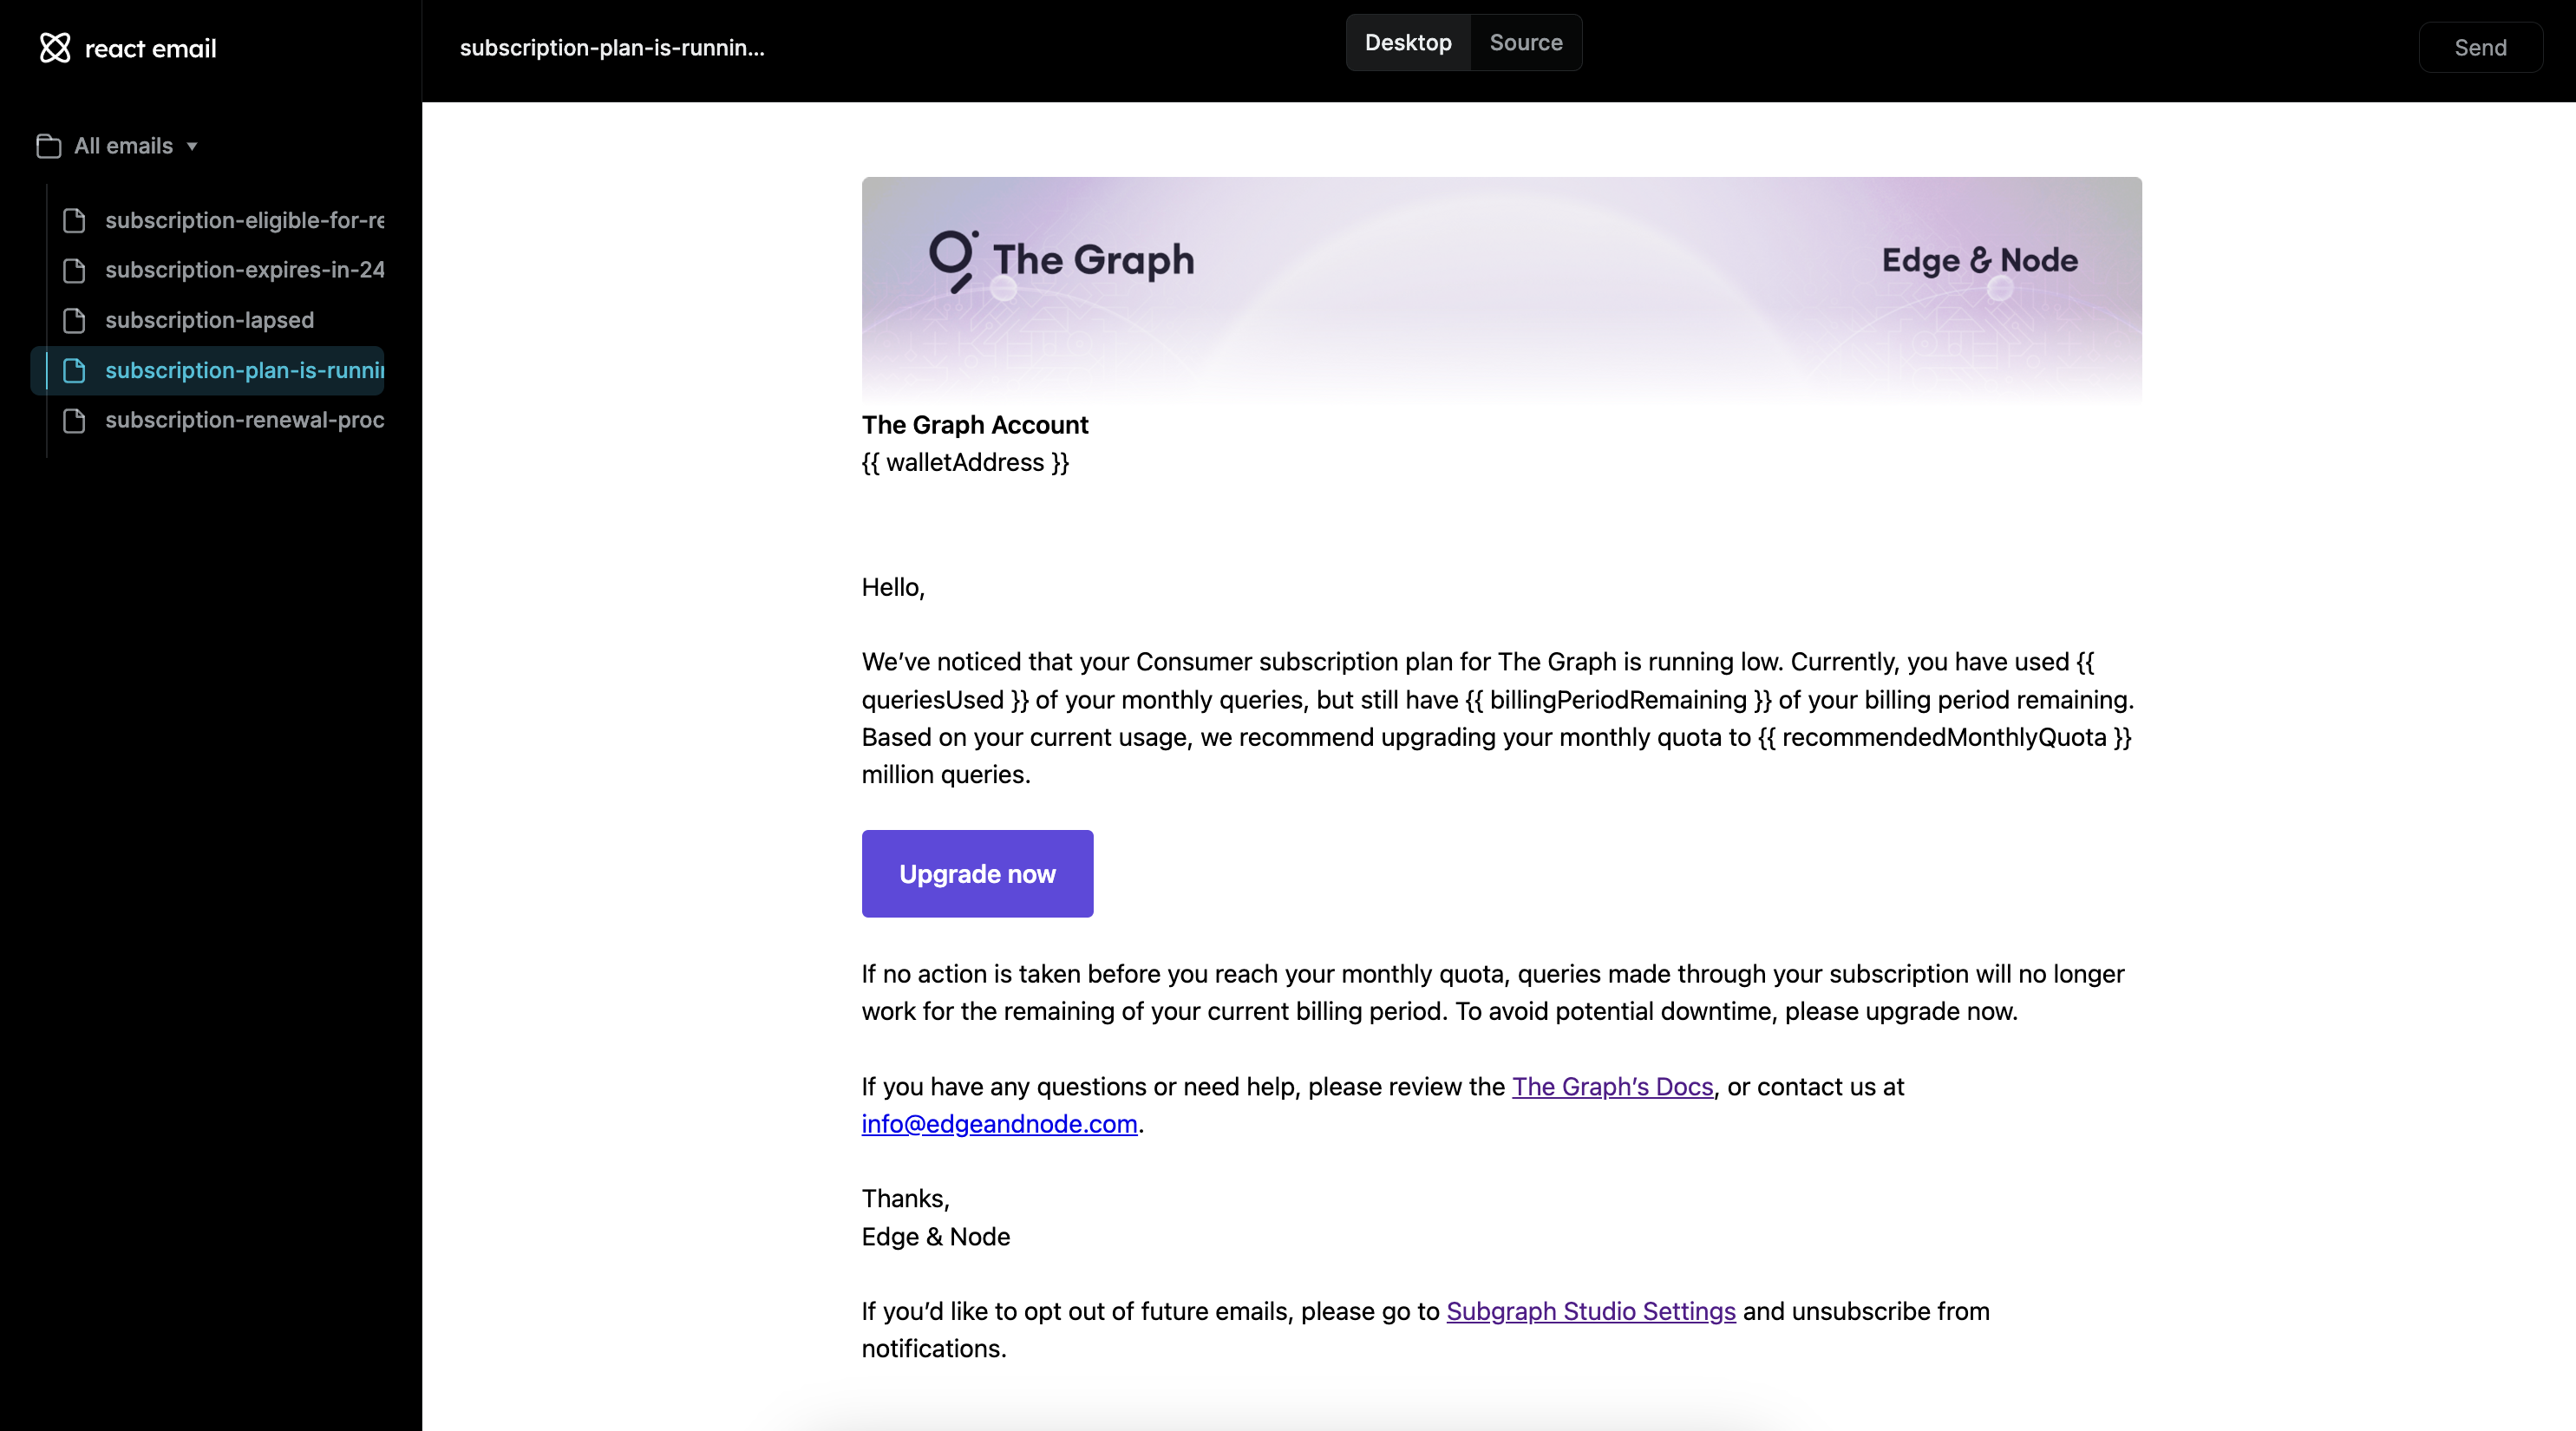 react email
subscription-plan-is-runnin...
Desktop
Source
Send
All emails
subscription-eligible-for-re
subscription-expires-in-24
subscription-lapsed
subscription-plan-is-runnin
subscription-renewal-proc
The Graph
Edge & Node
The Graph Account
{{ walletAddress }}
Hello,
We’ve noticed that your Consumer subscription plan for The Graph is running low. Currently, you have used {{
queriesUsed }} of your monthly queries, but still have {{ billingPeriodRemaining }} of your billing period remaining.
Based on your current usage, we recommend upgrading your monthly quota to {{ recommendedMonthlyQuota }}
million queries.
Upgrade now
If no action is taken before you reach your monthly quota, queries made through your subscription will no longer
work for the remaining of your current billing period. To avoid potential downtime, please upgrade now.
If you have any questions or need help, please review the The Graph’s Docs, or contact us at
info@edgeandnode.com.
Thanks,
Edge & Node
If you’d like to opt out of future emails, please go to Subgraph Studio Settings and unsubscribe from
notifications.